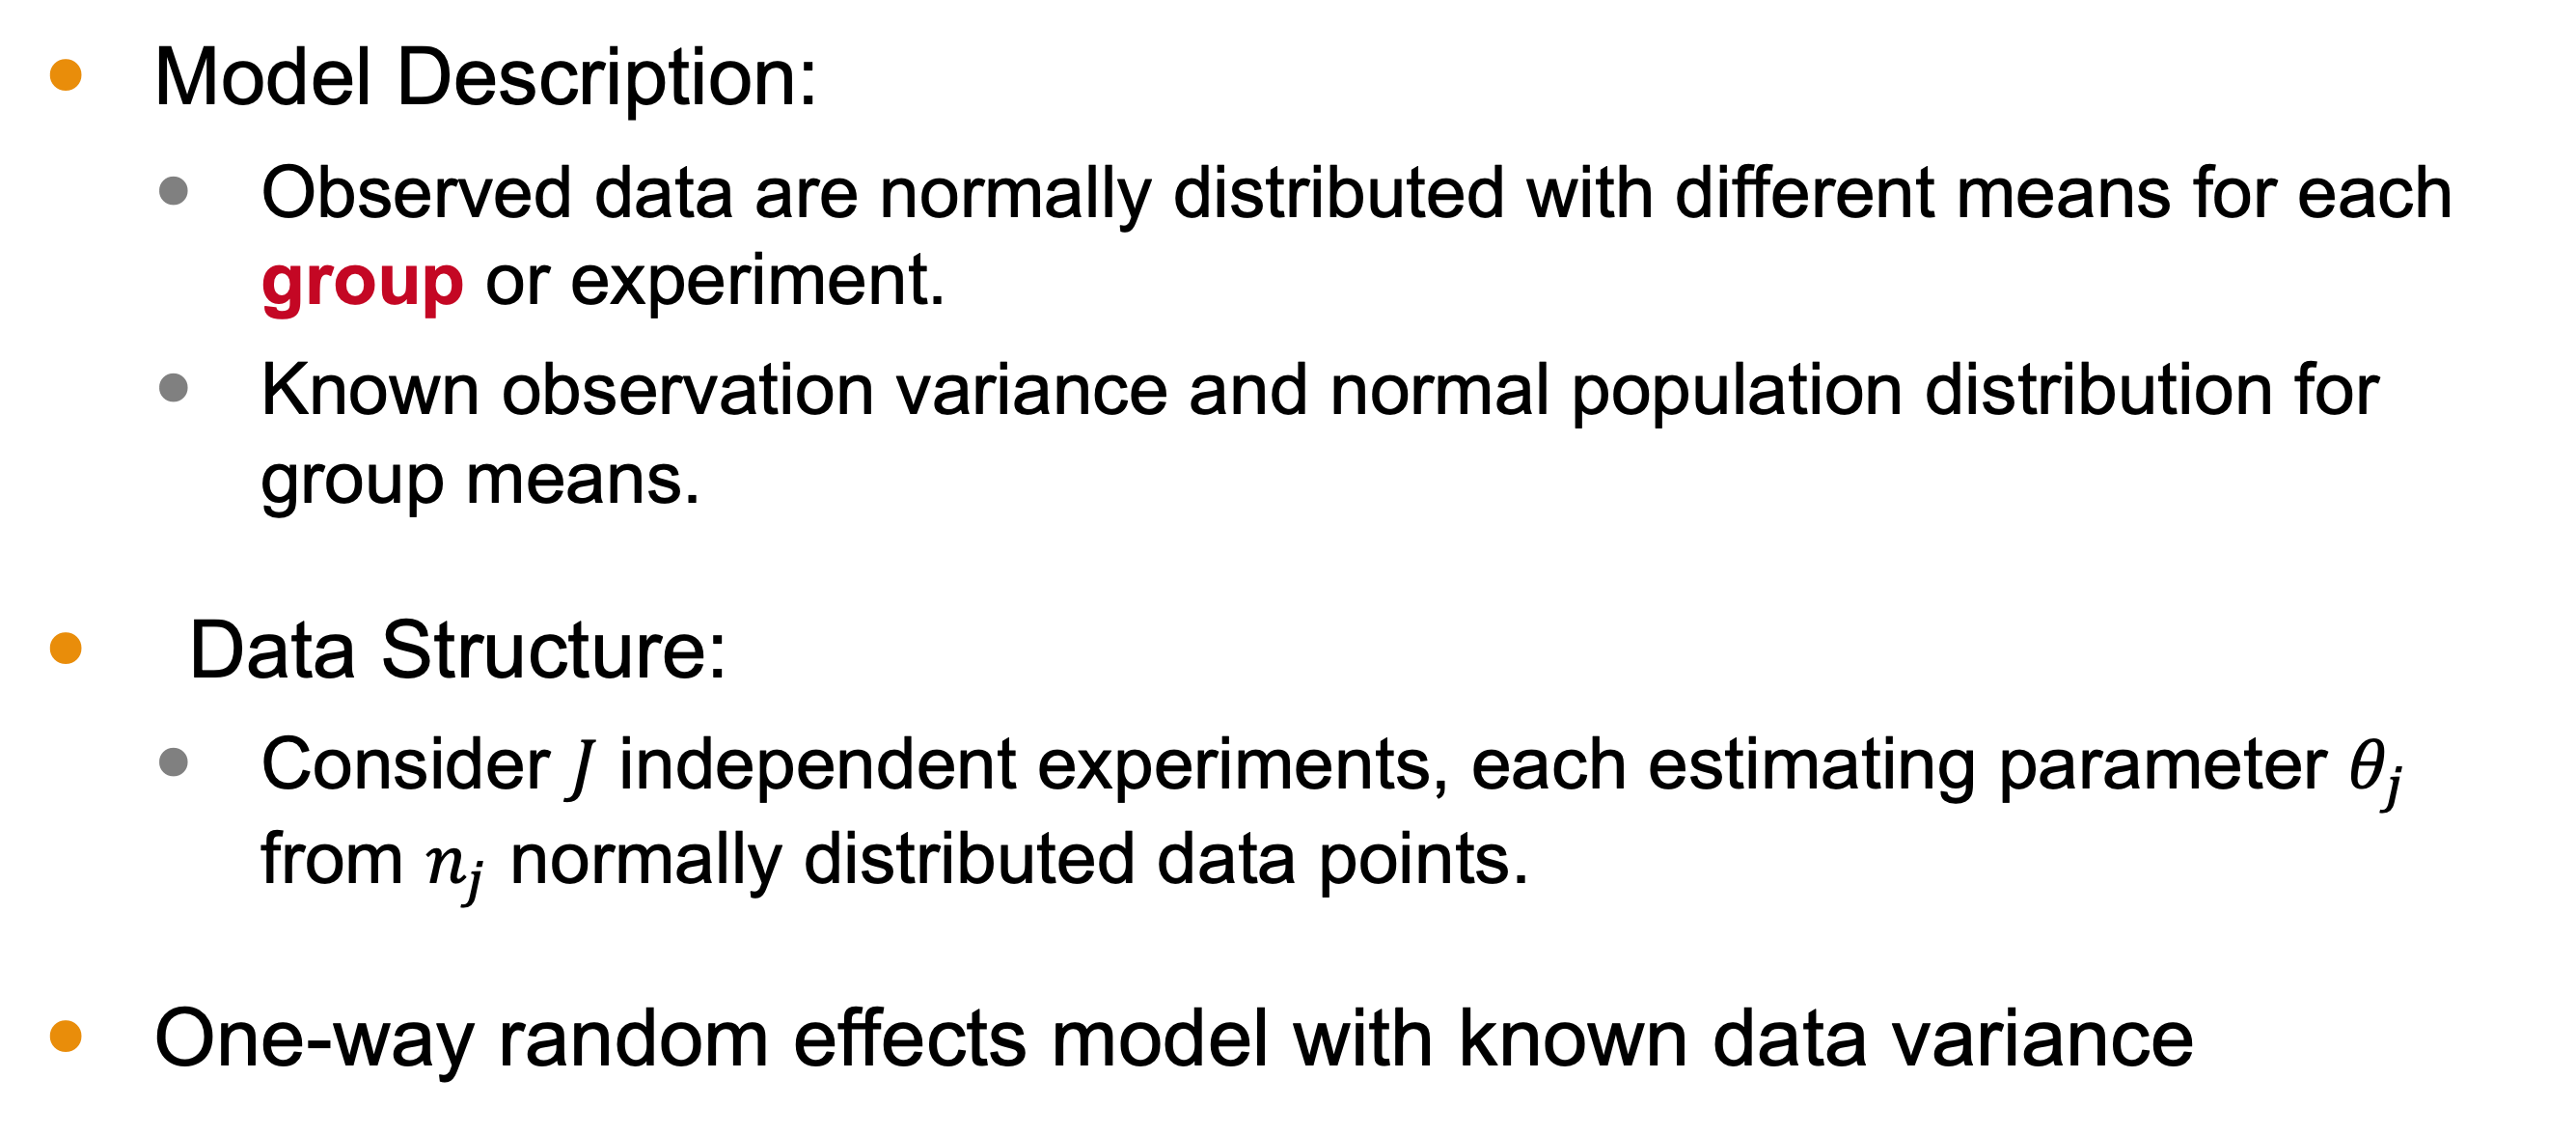 • Model Description:
• Observed data are normally distributed with different means for each
group or experiment.
• Known observation variance and normal population distribution for
group means.
• Data Structure:
• Consider J independent experiments, each estimating parameter θⱼ
from nⱼ normally distributed data points.
• One-way random effects model with known data variance